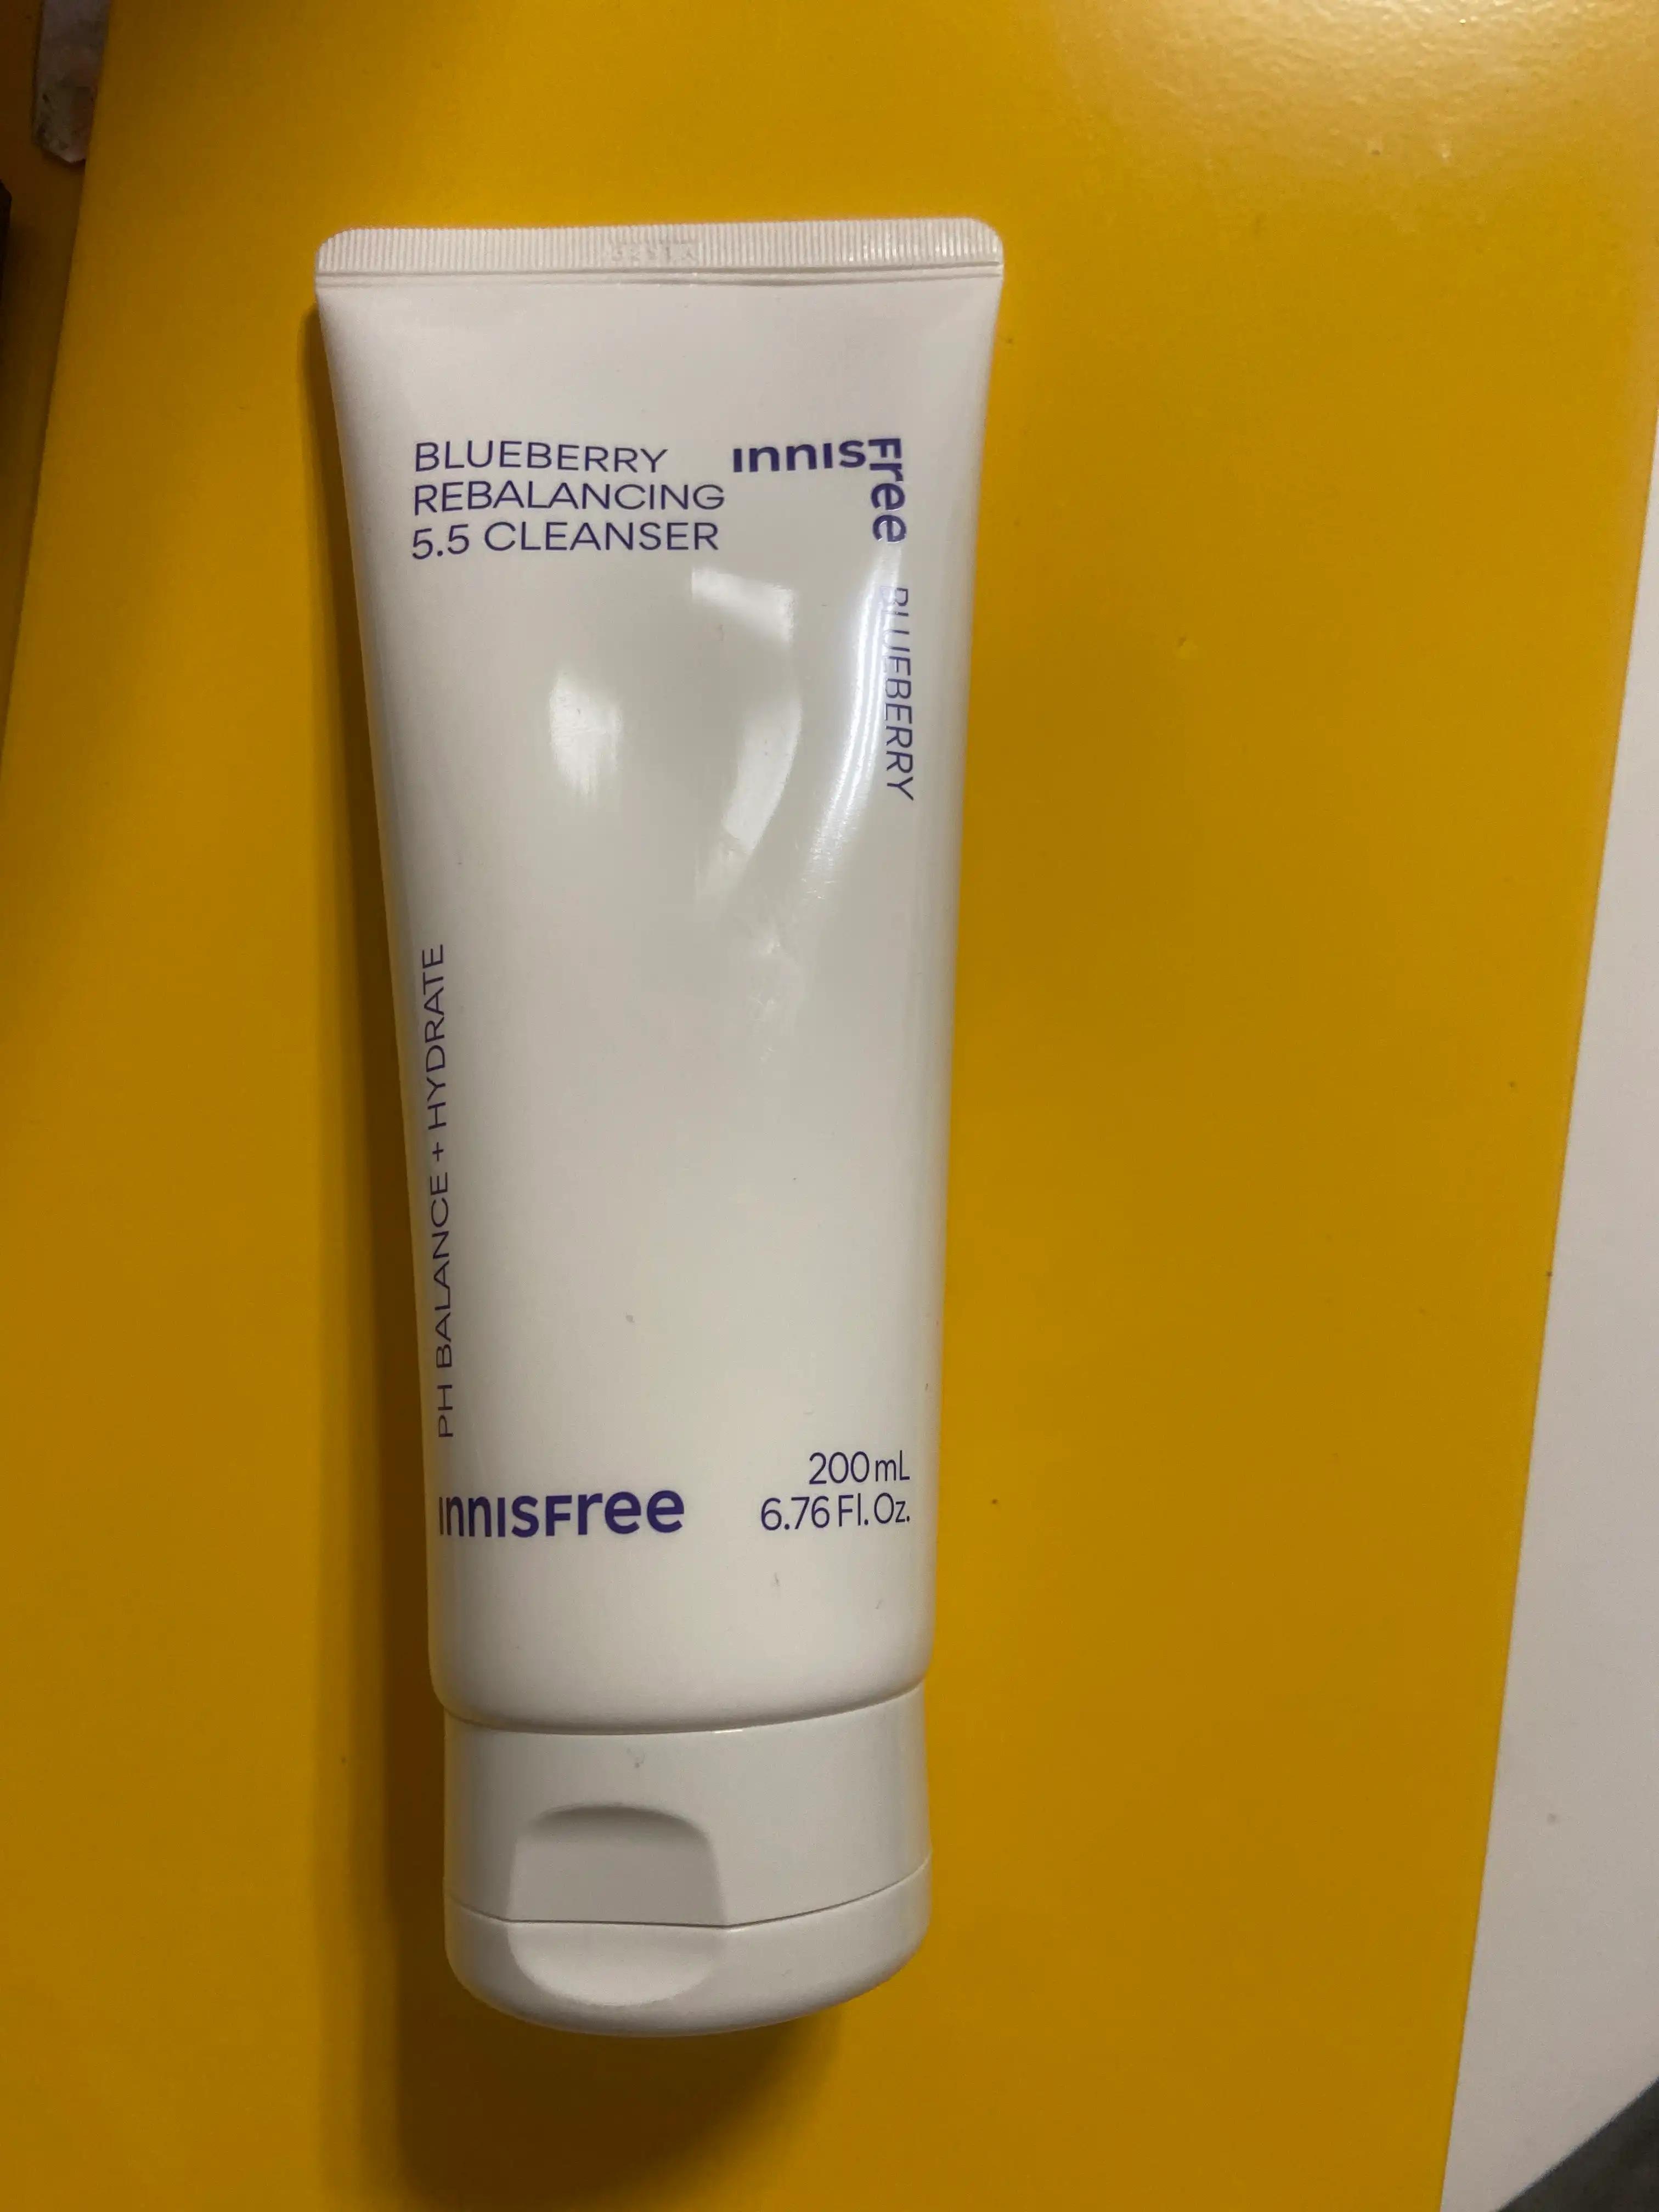 BLUEBERRY
REBALANCING
5.5 CLEANSER
INNISFREE
BLUEBERRY
PH BALANCE + HYDRATE
INNISFREE
200mL
6.76 Fl. Oz.